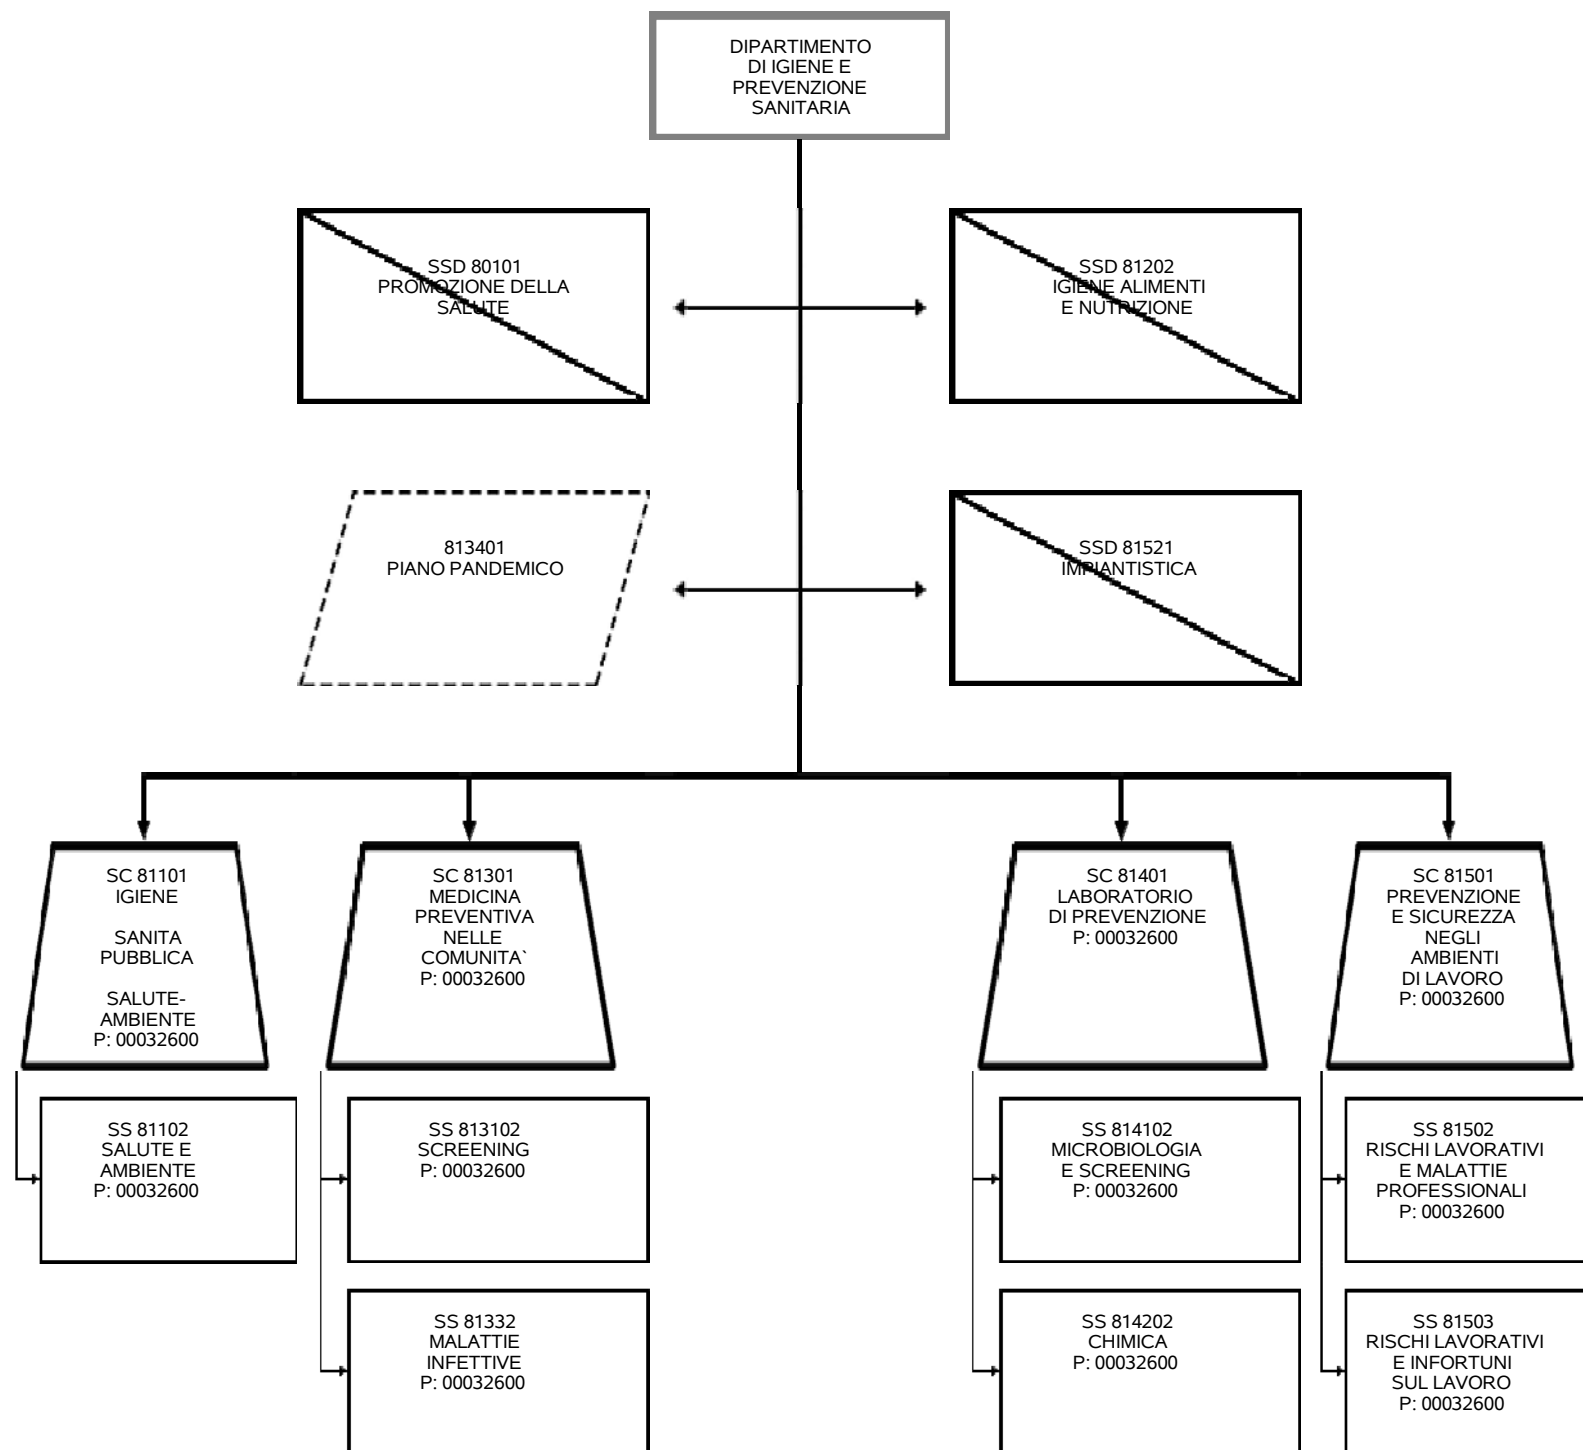 DIPARTIMENTO
DI IGIENE E
PREVENZIONE
SANITARIA
SSD 80101
PROMOZIONE DELLA
SALUTE
SSD 81202
IGIENE ALIMENTI
E NUTRIZIONE
813401
PIANO PANDEMICO
SSD 81521
IMPIANTISTICA
SC 81101
IGIENE
SANITA
PUBBLICA
SALUTE-
AMBIENTE
P: 00032600
SC 81301
MEDICINA
PREVENTIVA
NELLE
COMUNITA`
P: 00032600
SC 81401
LABORATORIO
DI PREVENZIONE
P: 00032600
SC 81501
PREVENZIONE
E SICUREZZA
NEGLI
AMBIENTI
DI LAVORO
P: 00032600
SS 81102
SALUTE E
AMBIENTE
P: 00032600
SS 813102
SCREENING
P: 00032600
SS 814102
MICROBIOLOGIA
E SCREENING
P: 00032600
SS 81502
RISCHI LAVORATIVI
E MALATTIE
PROFESSIONALI
P: 00032600
SS 81332
MALATTIE
INFETTIVE
P: 00032600
SS 814202
CHIMICA
P: 00032600
SS 81503
RISCHI LAVORATIVI
E INFORTUNI
SUL LAVORO
P: 00032600